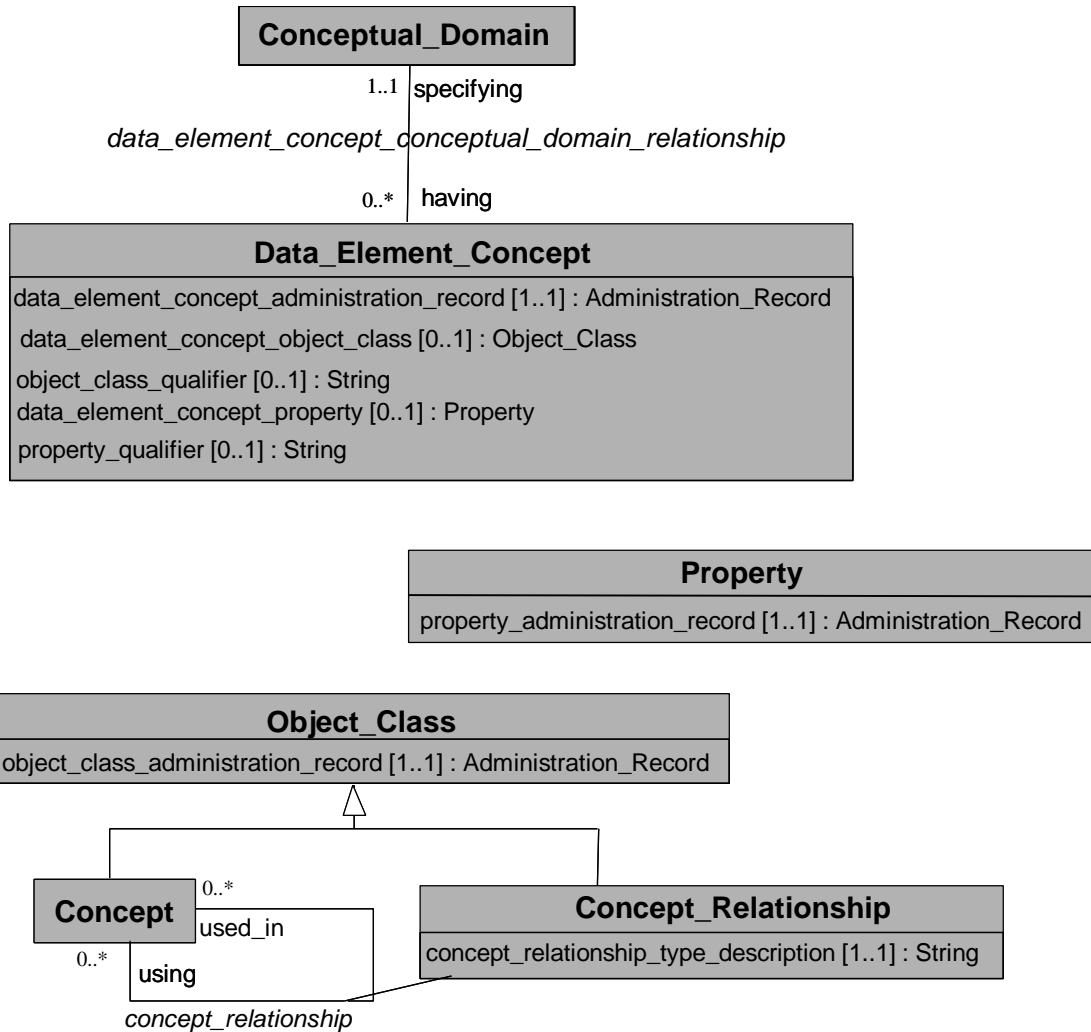 Conceptual_Domain
1..1 specifying
data_element_concept_conceptual_domain_relationship
0..* having
Data_Element_Concept
data_element_concept_administration_record [1..1] : Administration_Record
data_element_concept_object_class [0..1] : Object_Class
object_class_qualifier [0..1] : String
data_element_concept_property [0..1] : Property
property_qualifier [0..1] : String
Property
property_administration_record [1..1] : Administration_Record
Object_Class
object_class_administration_record [1..1] : Administration_Record
Concept
0..*
used_in
0..*
using
concept_relationship
Concept_Relationship
concept_relationship_type_description [1..1] : String